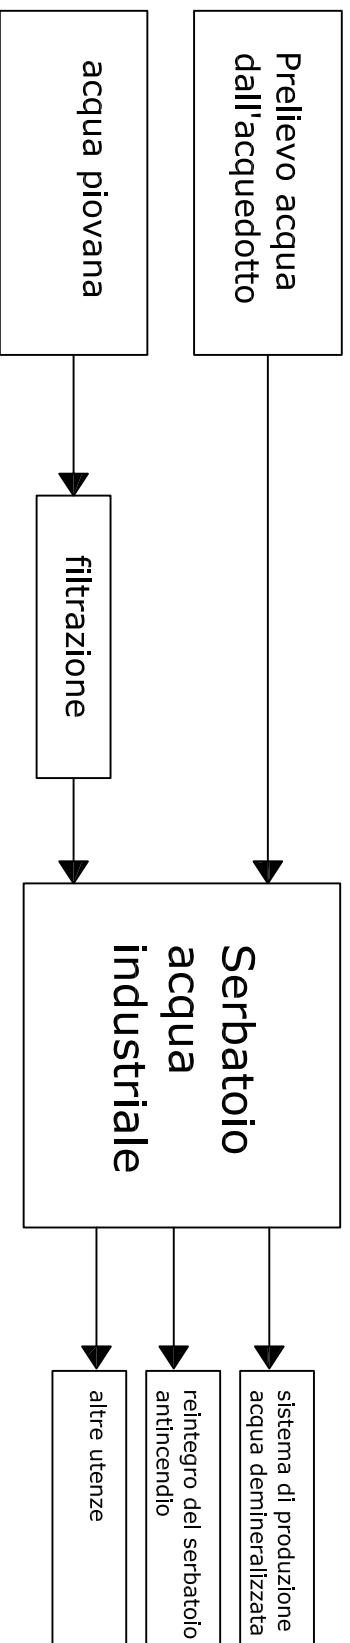 Prelievo acqua
dall'acquedotto
acqua piovana
filtrazione
Serbatoio
acqua
industriale
sistema di produzione
acqua demineralizzata
reintegro del serbatoio
antincendio
altre utenze